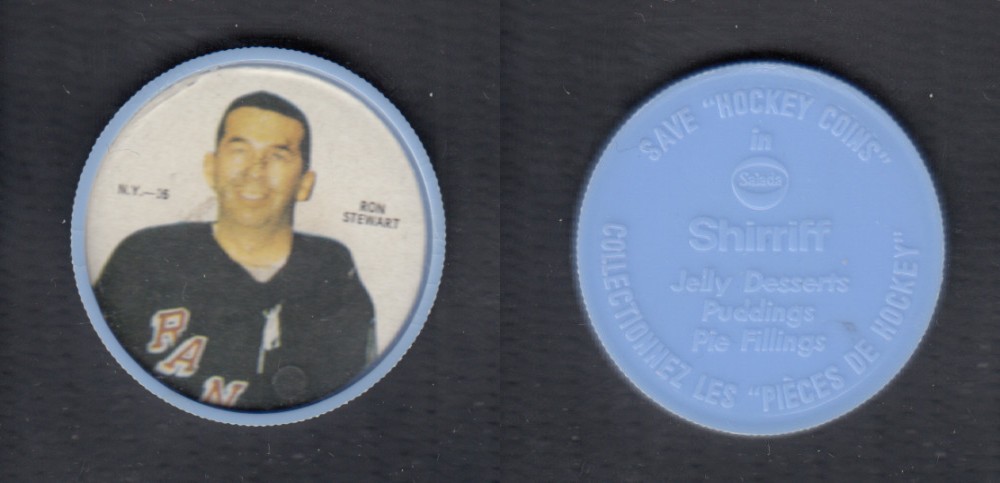 N.Y.—16
RON
STEWART
RAN
SAVE "HOCKEY COINS"
in
Salada
Shirriff
Jelly Desserts
Puddings
Pie Fillings
COLLECTIONNEZ LES "PIÈCES DE HOCKEY"